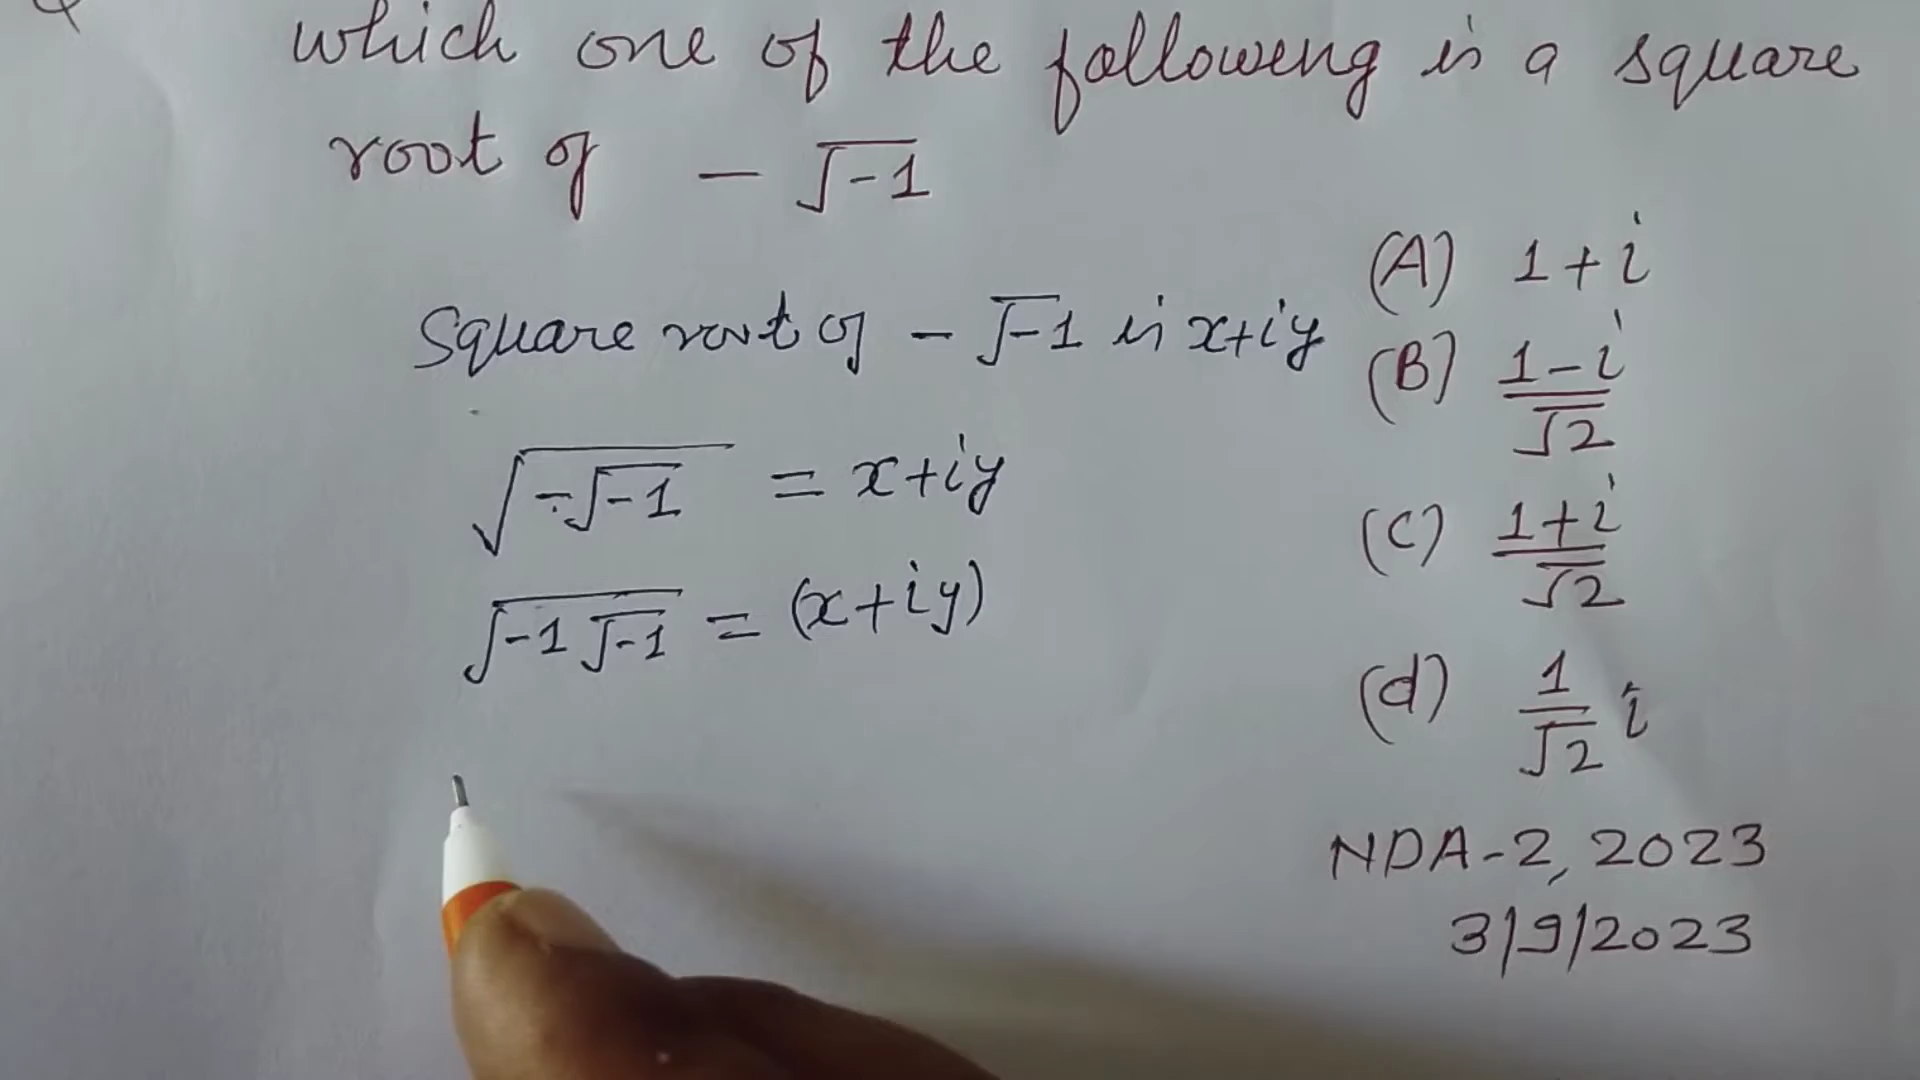 which one of the followeng is a square
root of - √-1
(A) 1+i
Square root of - √-1 is x+iy
(B) 1-i/√2
√-√-1 = x+iy
(C) 1+i/√2
√-1√-1 = (x+iy)
(d) 1/√2 i
NDA-2, 2023
3/9/2023